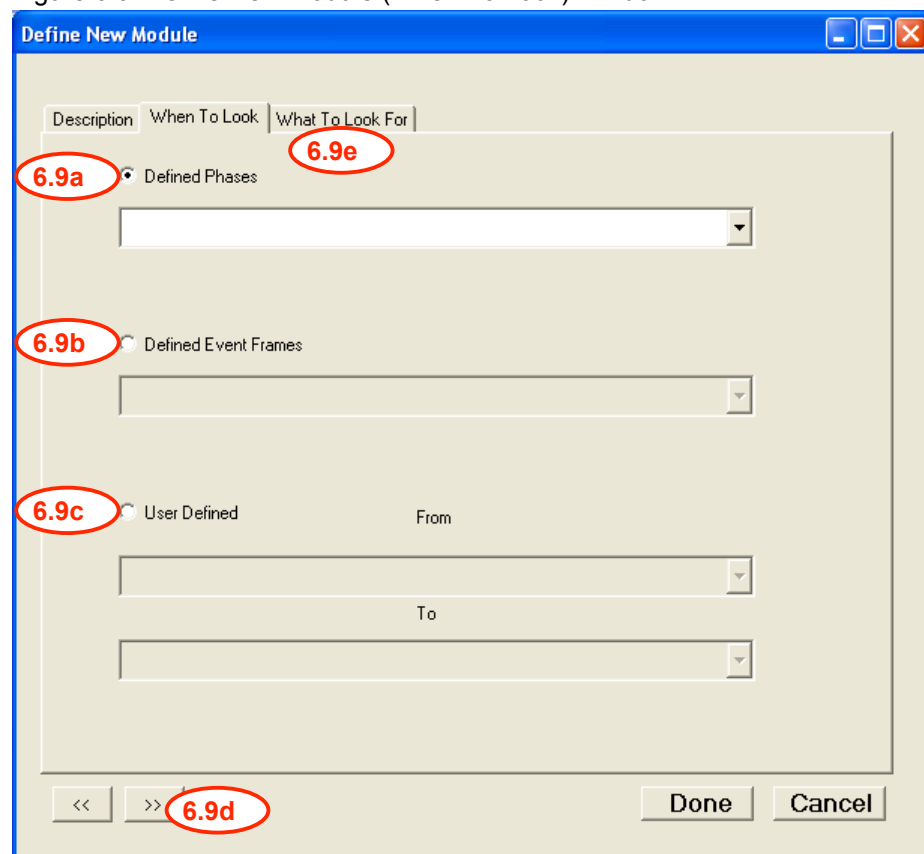 Define New Module
Description When To Look What To Look For
6.9e
6.9a Defined Phases
6.9b Defined Event Frames
6.9c User Defined From
To
<< >> 6.9d Done Cancel